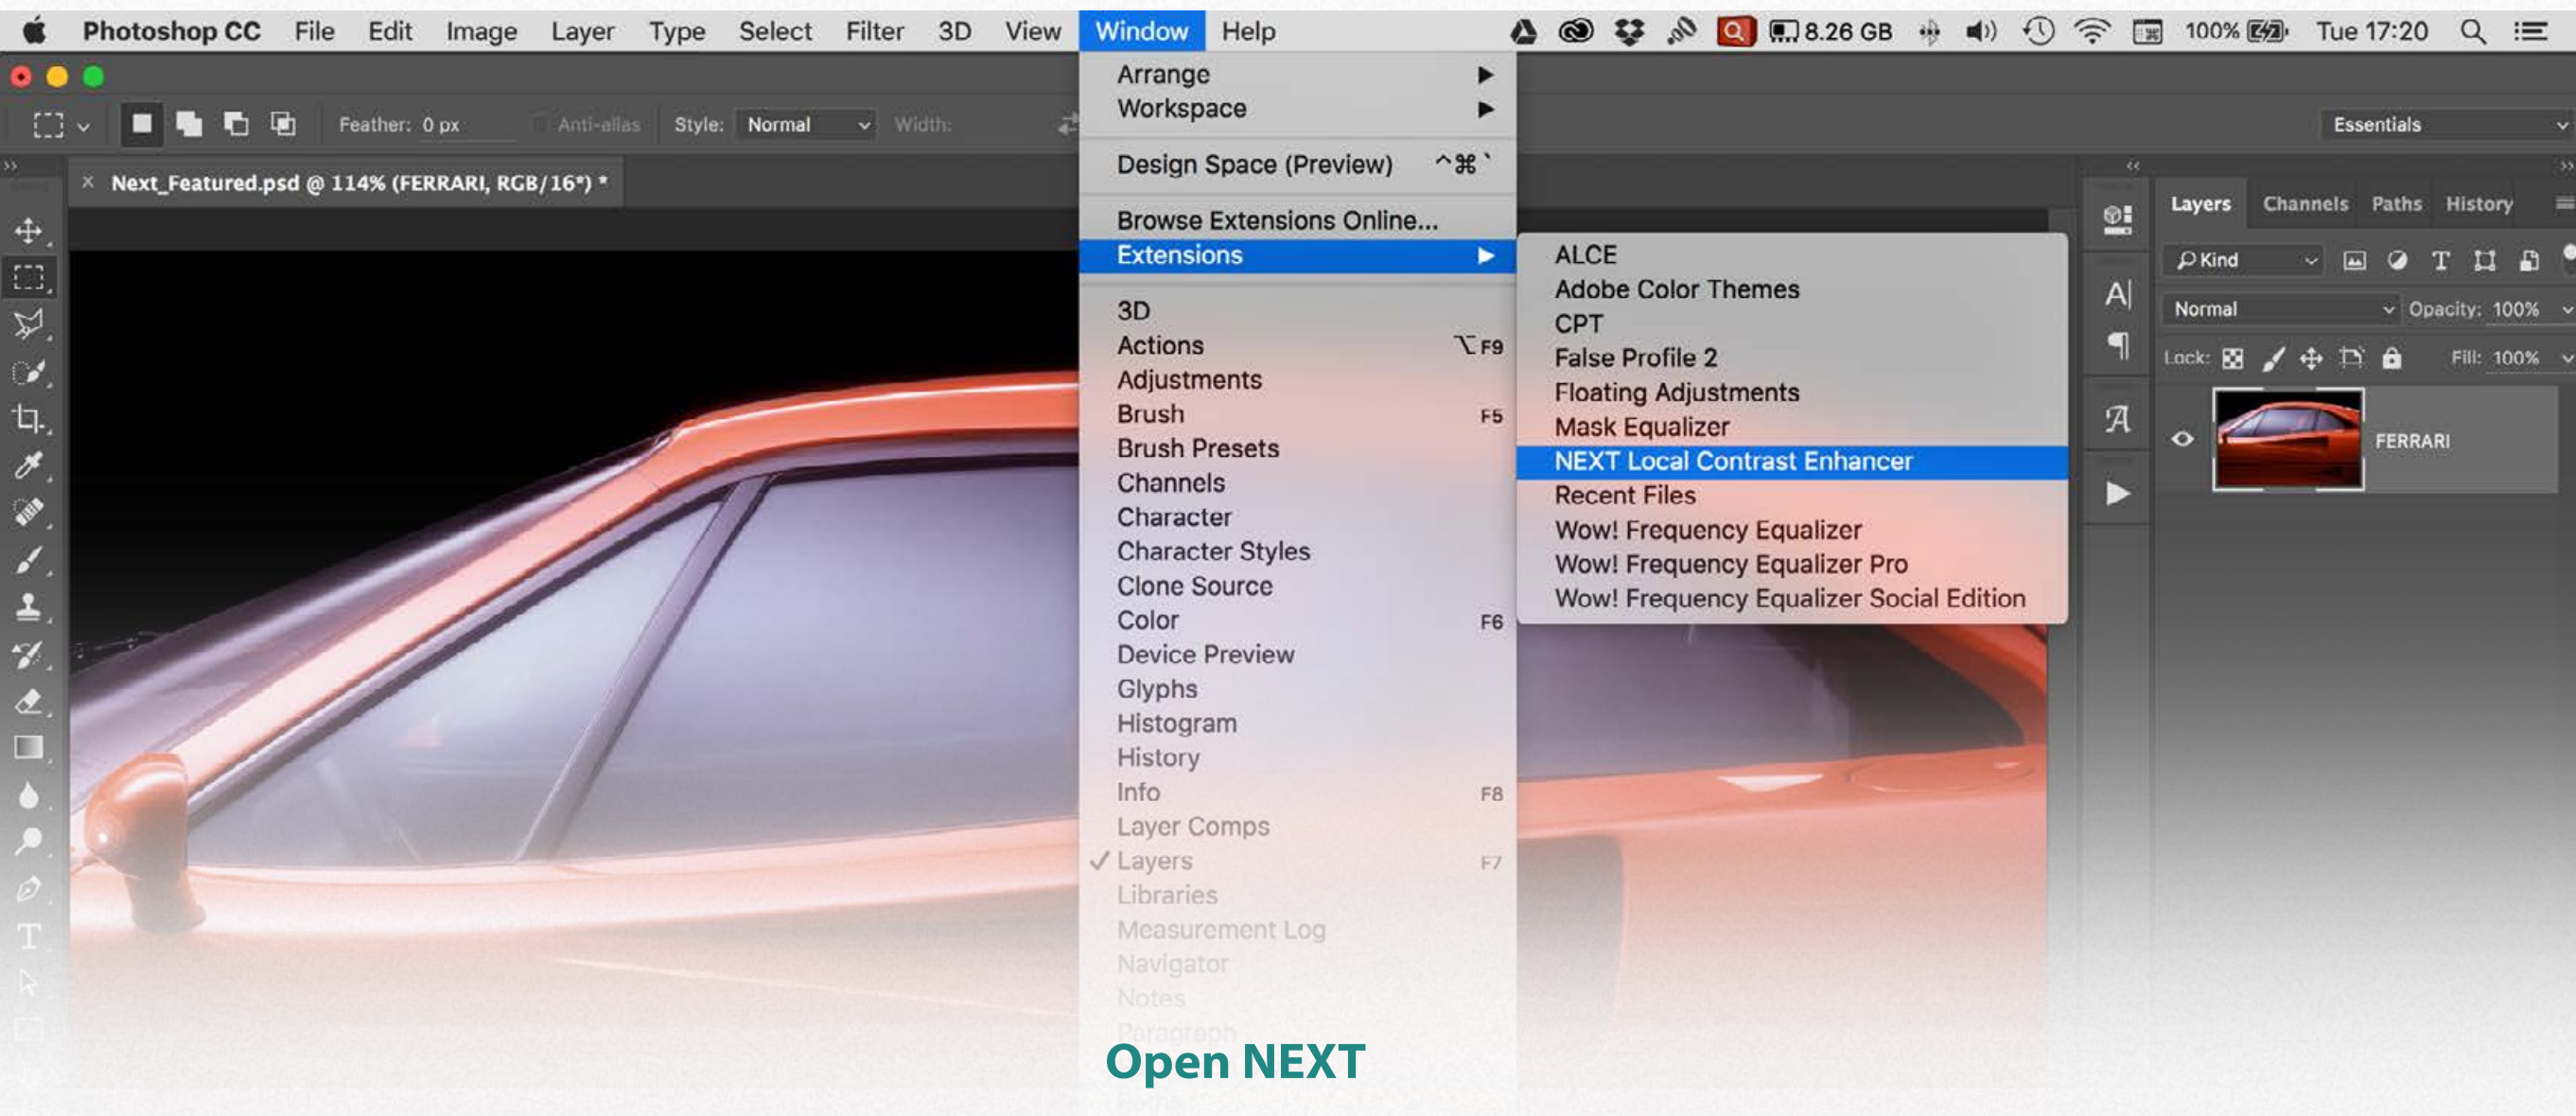 Photoshop CC File Edit Image Layer Type Select Filter 3D View Window Help 8.26 GB 100% Tue 17:20
Feather: 0 px Anti-alias Style: Normal Width: Essentials
× Next_Featured.psd @ 114% (FERRARI, RGB/16*) *
Arrange
Workspace
Design Space (Preview) ^⌘`
Browse Extensions Online...
Extensions
3D
Actions ⌥F9
Adjustments
Brush F5
Brush Presets
Channels
Character
Character Styles
Clone Source
Color F6
Device Preview
Glyphs
Histogram
History
Info F8
Layer Comps
✓ Layers F7
Libraries
Measurement Log
Navigator
Notes
Paragraph
ALCE
Adobe Color Themes
CPT
False Profile 2
Floating Adjustments
Mask Equalizer
NEXT Local Contrast Enhancer
Recent Files
Wow! Frequency Equalizer
Wow! Frequency Equalizer Pro
Wow! Frequency Equalizer Social Edition
Layers Channels Paths History
Kind
Normal Opacity: 100%
Lock: Fill: 100%
FERRARI
Open NEXT